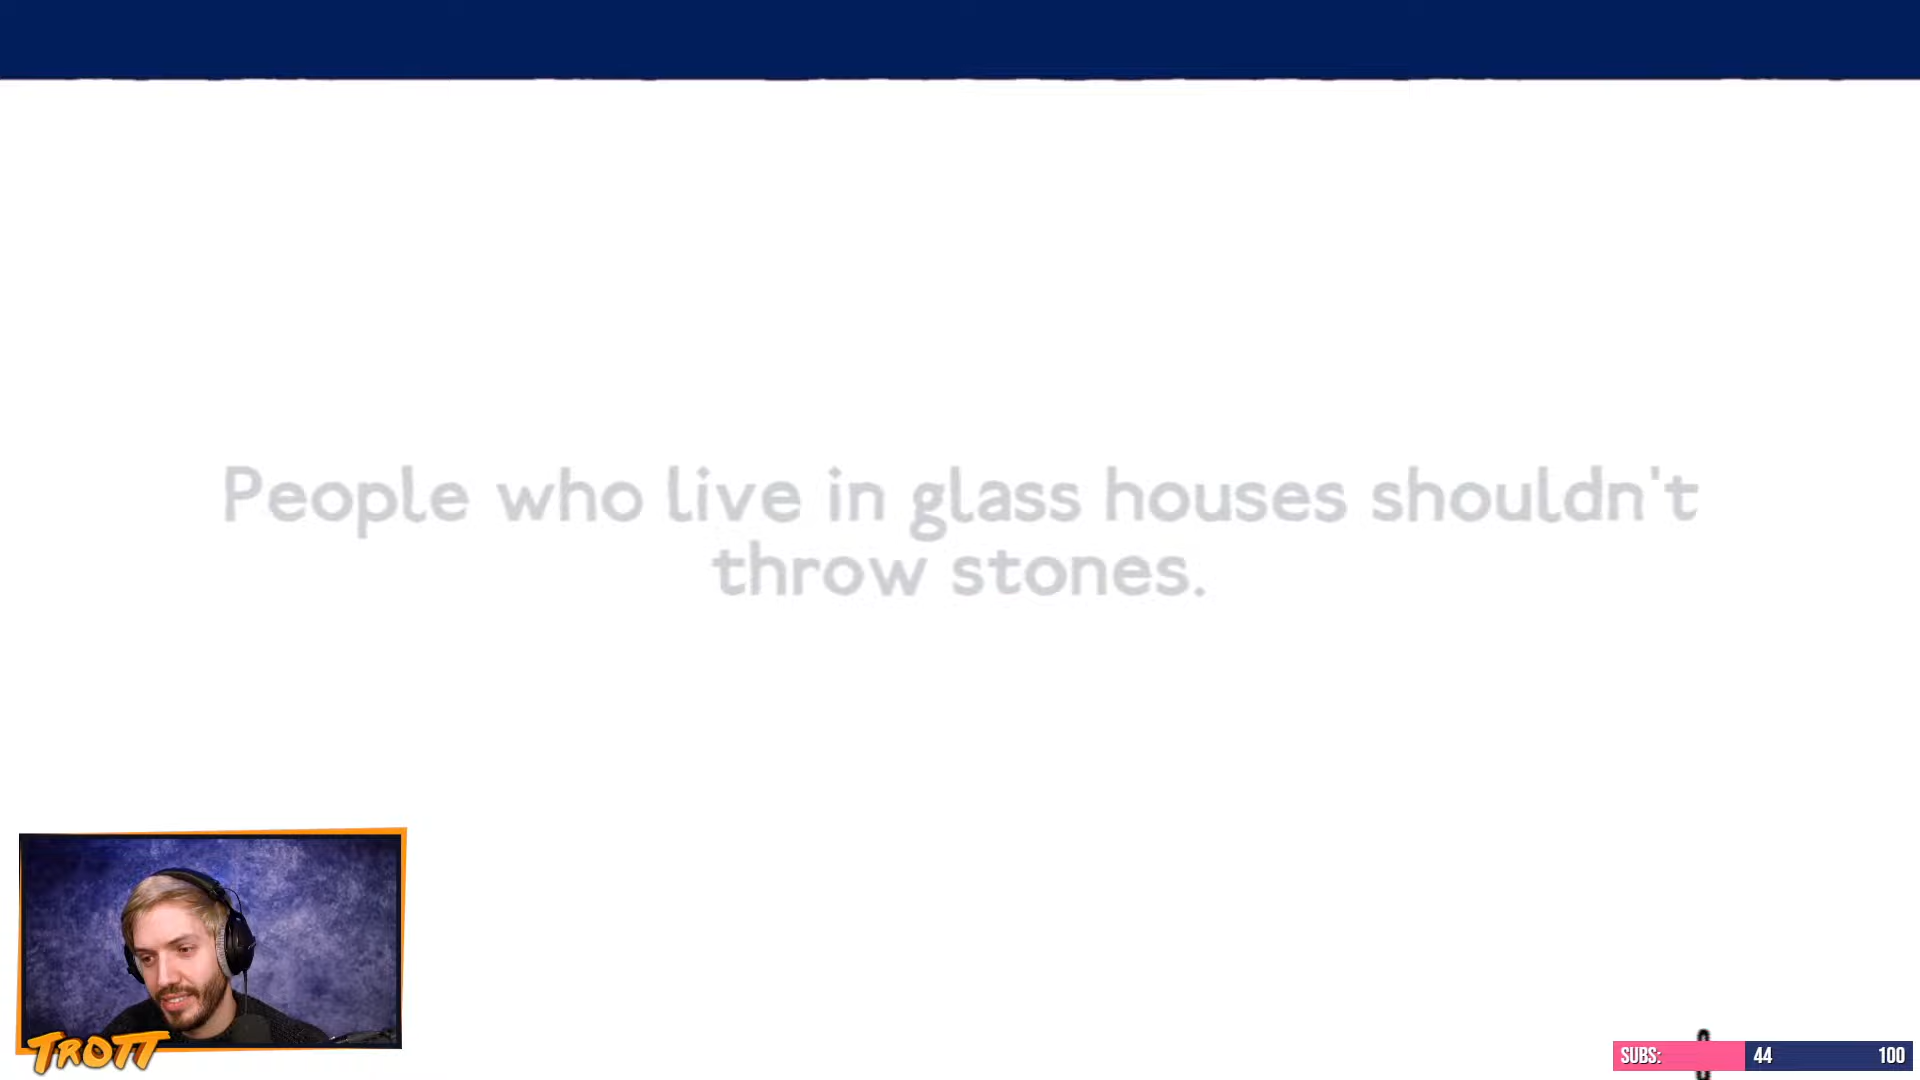 People who live in glass houses shouldn't
throw stones.
TROTT
SUBS: 44 100